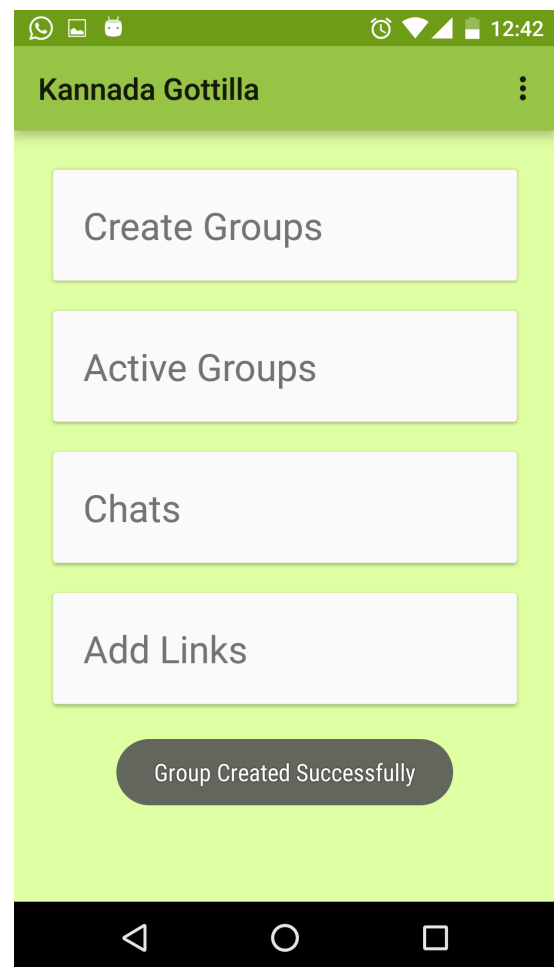 12:42
Kannada Gottilla
Create Groups
Active Groups
Chats
Add Links
Group Created Successfully